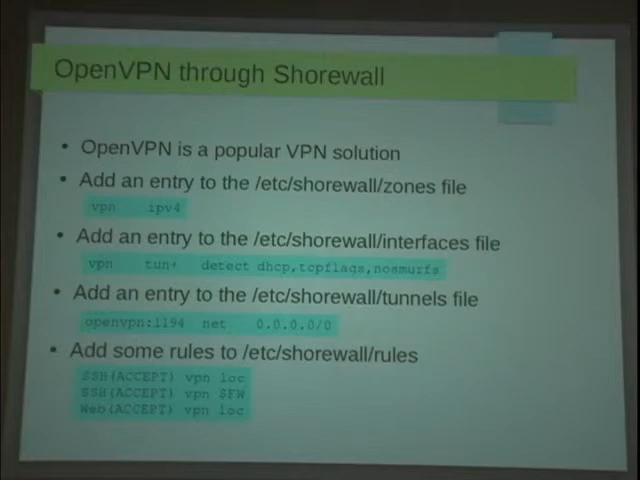 OpenVPN through Shorewall
• OpenVPN is a popular VPN solution
• Add an entry to the /etc/shorewall/zones file
vpn ipv4
• Add an entry to the /etc/shorewall/interfaces file
vpn tun+ detect dhcp,tcpflags,nosmurfs
• Add an entry to the /etc/shorewall/tunnels file
openvpn:1194 net 0.0.0.0/0
• Add some rules to /etc/shorewall/rules
SSH(ACCEPT) vpn loc
SSH(ACCEPT) vpn $FW
Web(ACCEPT) vpn loc